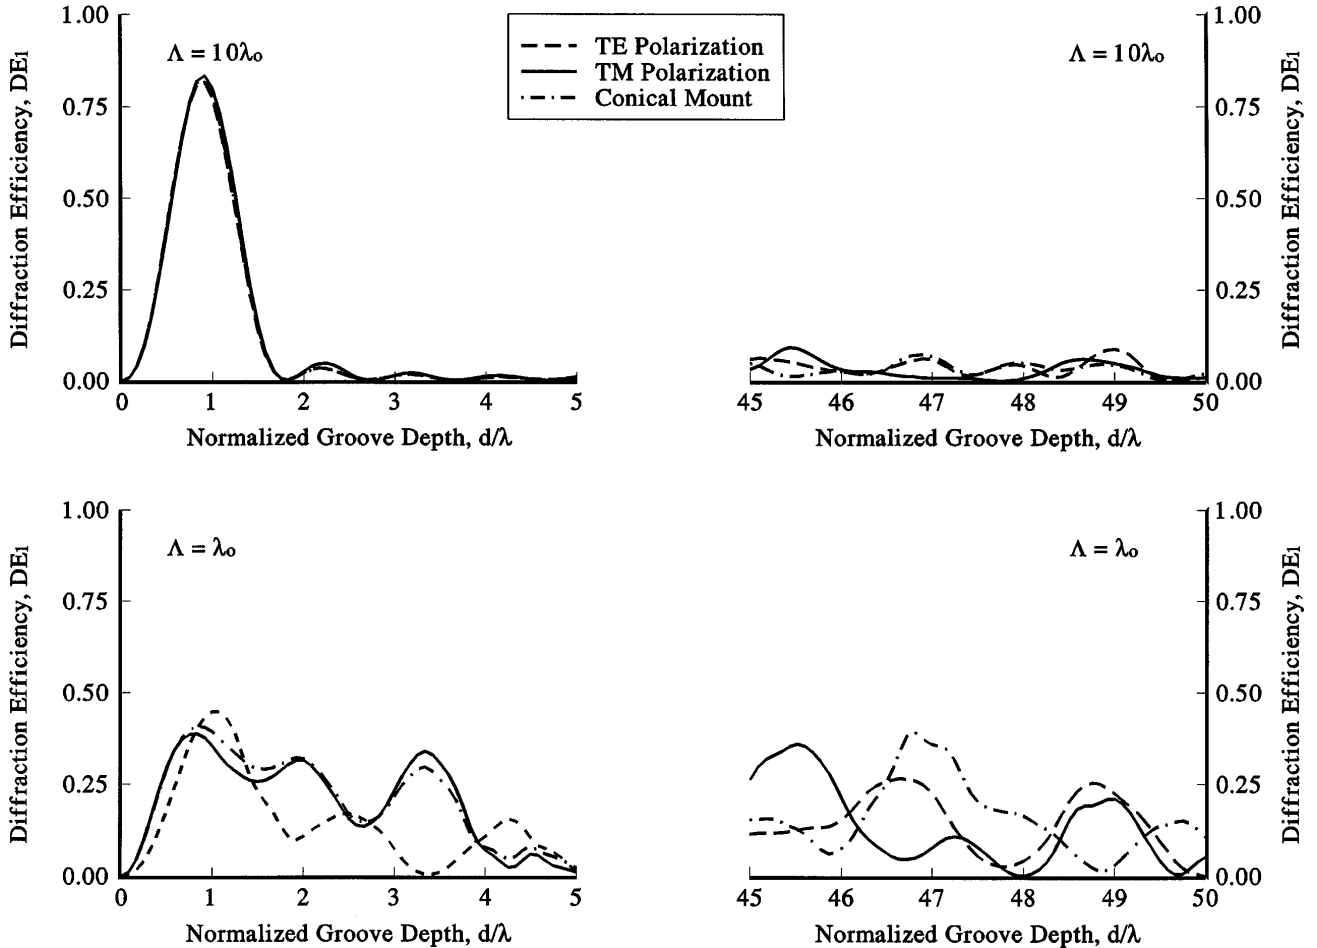 1.00
0.75
0.50
0.25
0.00
Diffraction Efficiency, DE1
Λ = 10λo
0 1 2 3 4 5
Normalized Groove Depth, d/λ
TE Polarization
TM Polarization
Conical Mount
Λ = 10λo
1.00
0.75
0.50
0.25
0.00
Diffraction Efficiency, DE1
45 46 47 48 49 50
Normalized Groove Depth, d/λ
1.00
0.75
0.50
0.25
0.00
Diffraction Efficiency, DE1
Λ = λo
0 1 2 3 4 5
Normalized Groove Depth, d/λ
Λ = λo
1.00
0.75
0.50
0.25
0.00
Diffraction Efficiency, DE1
45 46 47 48 49 50
Normalized Groove Depth, d/λ